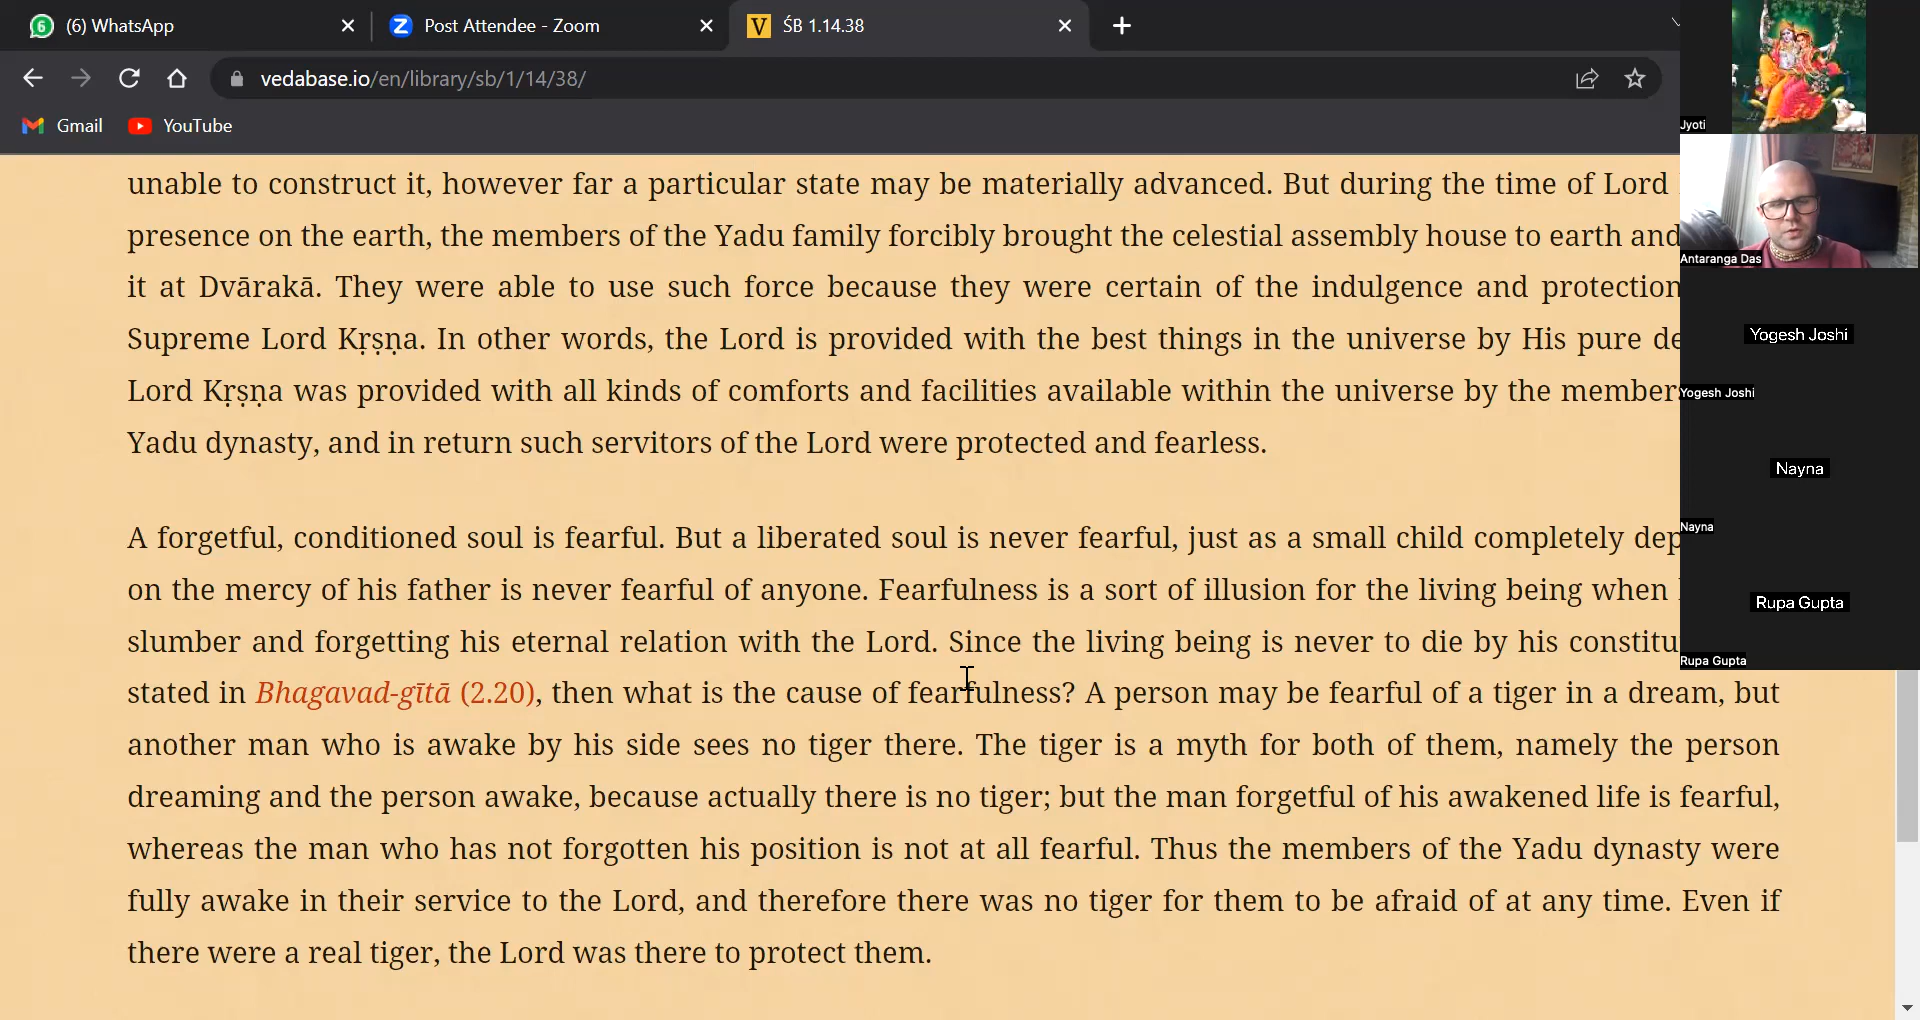 (6) WhatsApp
Post Attendee - Zoom
ŚB 1.14.38
vedabase.io/en/library/sb/1/14/38/
Gmail
YouTube
unable to construct it, however far a particular state may be materially advanced. But during the time of Lord
presence on the earth, the members of the Yadu family forcibly brought the celestial assembly house to earth and
it at Dvārakā. They were able to use such force because they were certain of the indulgence and protection
Supreme Lord Kṛṣṇa. In other words, the Lord is provided with the best things in the universe by His pure de
Lord Kṛṣṇa was provided with all kinds of comforts and facilities available within the universe by the members
Yadu dynasty, and in return such servitors of the Lord were protected and fearless.
A forgetful, conditioned soul is fearful. But a liberated soul is never fearful, just as a small child completely dep
on the mercy of his father is never fearful of anyone. Fearfulness is a sort of illusion for the living being when
slumber and forgetting his eternal relation with the Lord. Since the living being is never to die by his constitu
stated in Bhagavad-gītā (2.20), then what is the cause of fearfulness? A person may be fearful of a tiger in a dream, but
another man who is awake by his side sees no tiger there. The tiger is a myth for both of them, namely the person
dreaming and the person awake, because actually there is no tiger; but the man forgetful of his awakened life is fearful,
whereas the man who has not forgotten his position is not at all fearful. Thus the members of the Yadu dynasty were
fully awake in their service to the Lord, and therefore there was no tiger for them to be afraid of at any time. Even if
there were a real tiger, the Lord was there to protect them.
Jyoti
Antaranga Das
Yogesh Joshi
Yogesh Joshi
Nayna
Nayna
Rupa Gupta
Rupa Gupta